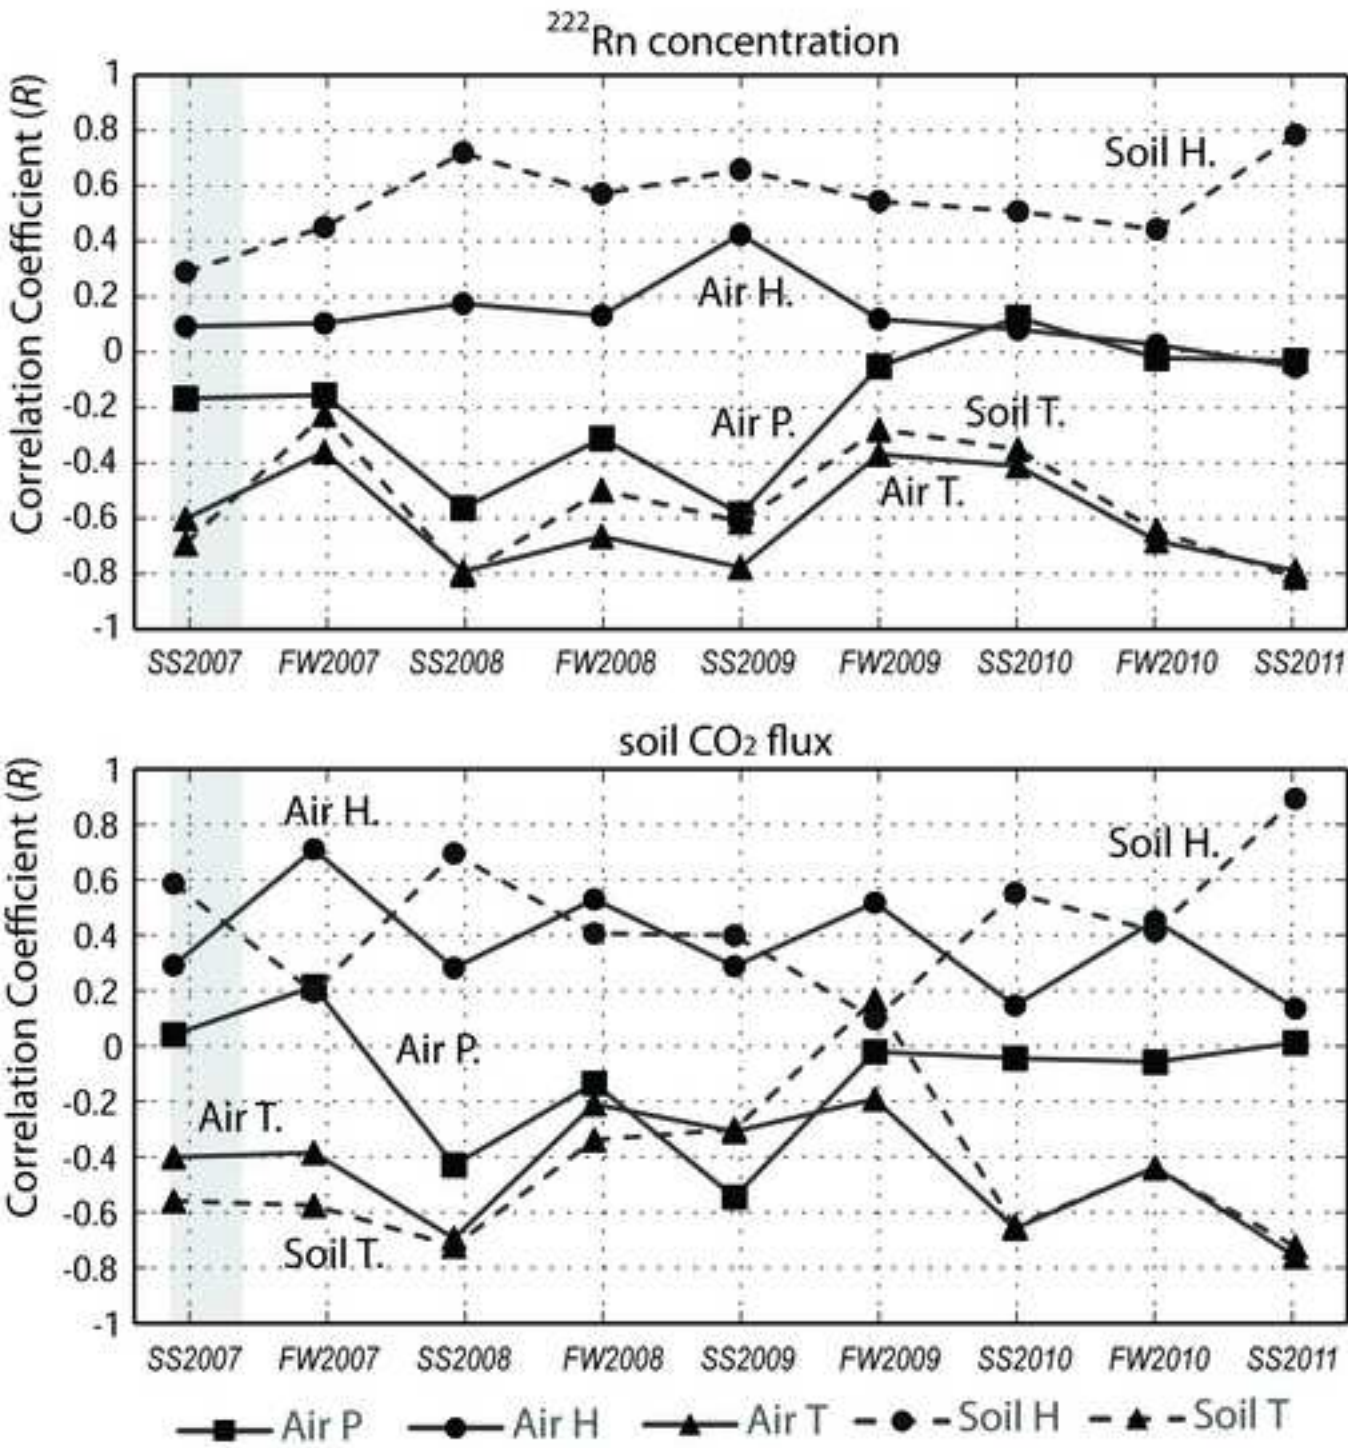 ²²²Rn concentration
Correlation Coefficient (R)
1
0.8
0.6
0.4
0.2
0
-0.2
-0.4
-0.6
-0.8
-1
Soil H.
Air H.
Air P.
Soil T.
Air T.
SS2007 FW2007 SS2008 FW2008 SS2009 FW2009 SS2010 FW2010 SS2011
soil CO₂ flux
Correlation Coefficient (R)
1
0.8
0.6
0.4
0.2
0
-0.2
-0.4
-0.6
-0.8
-1
Air H.
Soil H.
Air P.
Air T.
Soil T.
SS2007 FW2007 SS2008 FW2008 SS2009 FW2009 SS2010 FW2010 SS2011
Air P Air H Air T Soil H Soil T